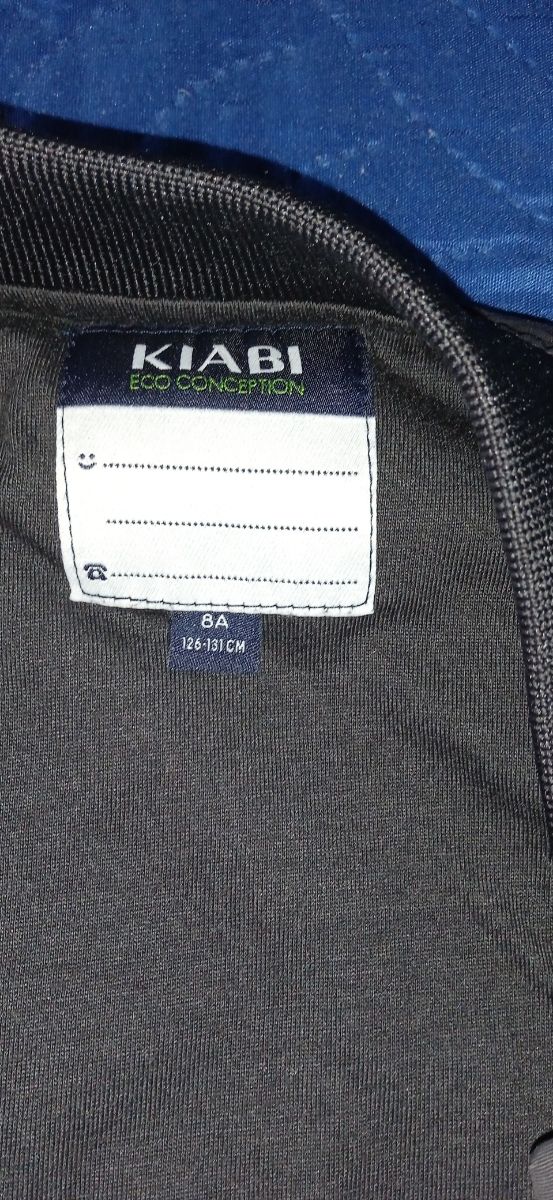 KIABI
ECO CONCEPTION
8A
126-131 CM